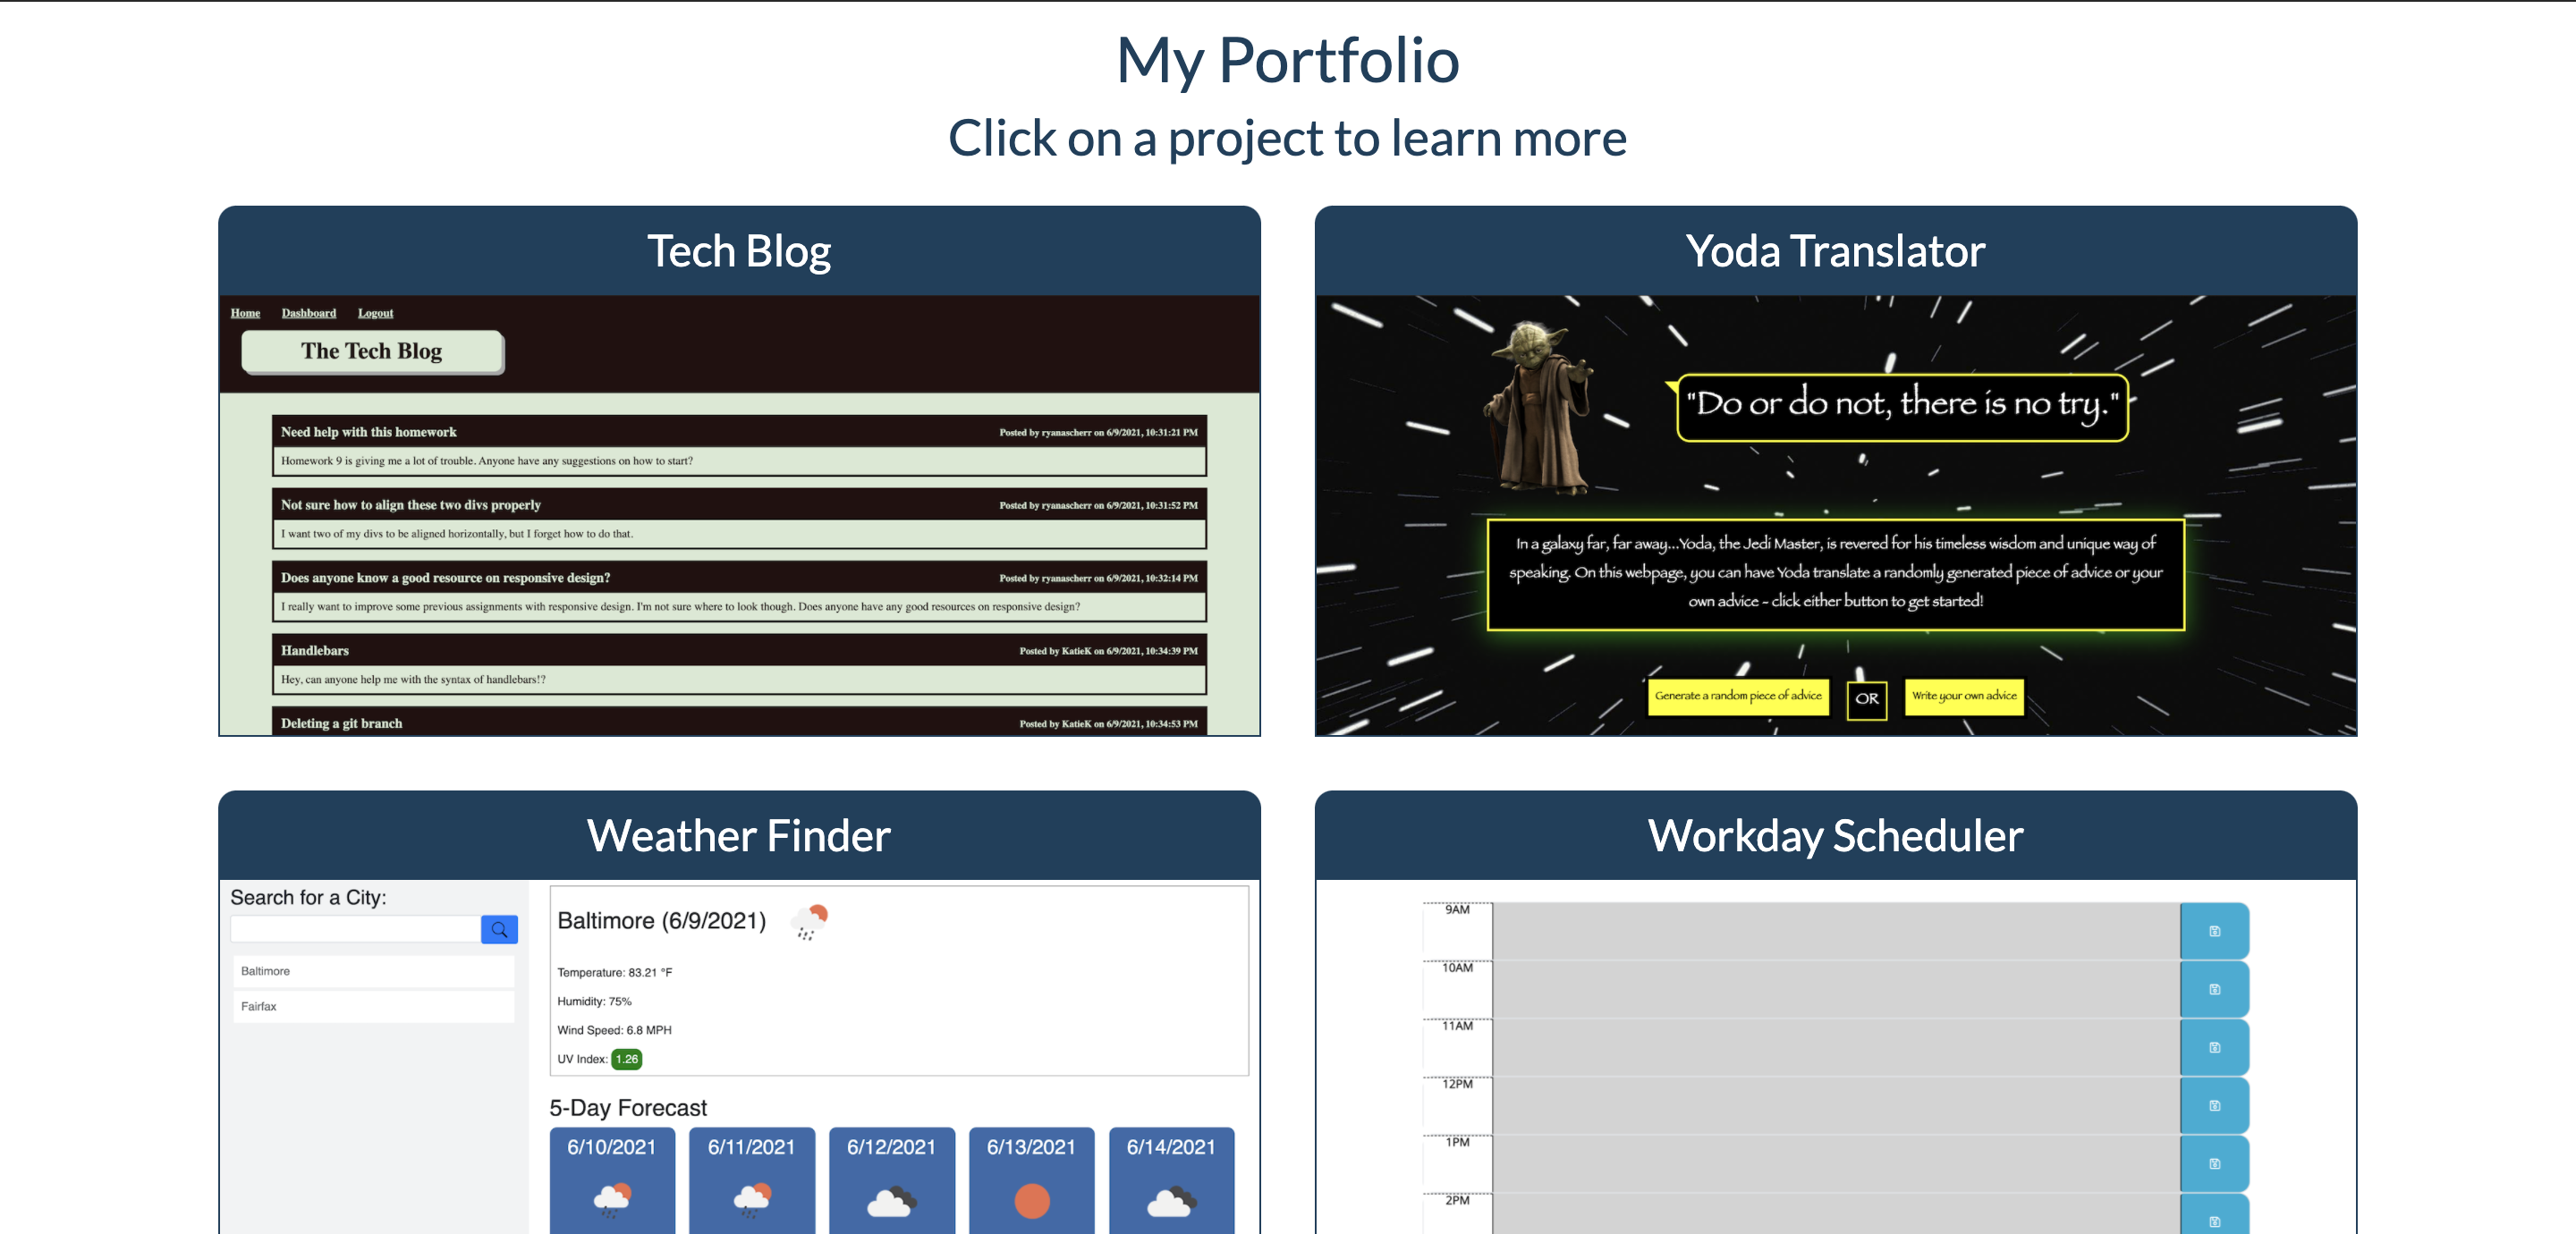 My Portfolio
Click on a project to learn more
Tech Blog
Home Dashboard Logout
The Tech Blog
Need help with this homework Posted by ryanascherr on 6/9/2021, 10:31:21 PM
Homework 9 is giving me a lot of trouble. Anyone have any suggestions on how to start?
Not sure how to align these two divs properly Posted by ryanascherr on 6/9/2021, 10:31:52 PM
I want two of my divs to be aligned horizontally, but I forget how to do that.
Does anyone know a good resource on responsive design? Posted by ryanascherr on 6/9/2021, 10:32:14 PM
I really want to improve some previous assignments with responsive design. I'm not sure where to look though. Does anyone have any good resources on responsive design?
Handlebars Posted by KatieK on 6/9/2021, 10:34:39 PM
Hey, can anyone help me with the syntax of handlebars!?
Deleting a git branch Posted by KatieK on 6/9/2021, 10:34:53 PM
Yoda Translator
"Do or do not, there is no try."
In a galaxy far, far away...Yoda, the Jedi Master, is revered for his timeless wisdom and unique way of
speaking. On this webpage, you can have Yoda translate a randomly generated piece of advice or your
own advice - click either button to get started!
Generate a random piece of advice OR Write your own advice
Weather Finder
Search for a City:
Baltimore
Fairfax
Baltimore (6/9/2021)
Temperature: 83.21 °F
Humidity: 75%
Wind Speed: 6.8 MPH
UV Index: 1.26
5-Day Forecast
6/10/2021 6/11/2021 6/12/2021 6/13/2021 6/14/2021
Workday Scheduler
9AM
10AM
11AM
12PM
1PM
2PM